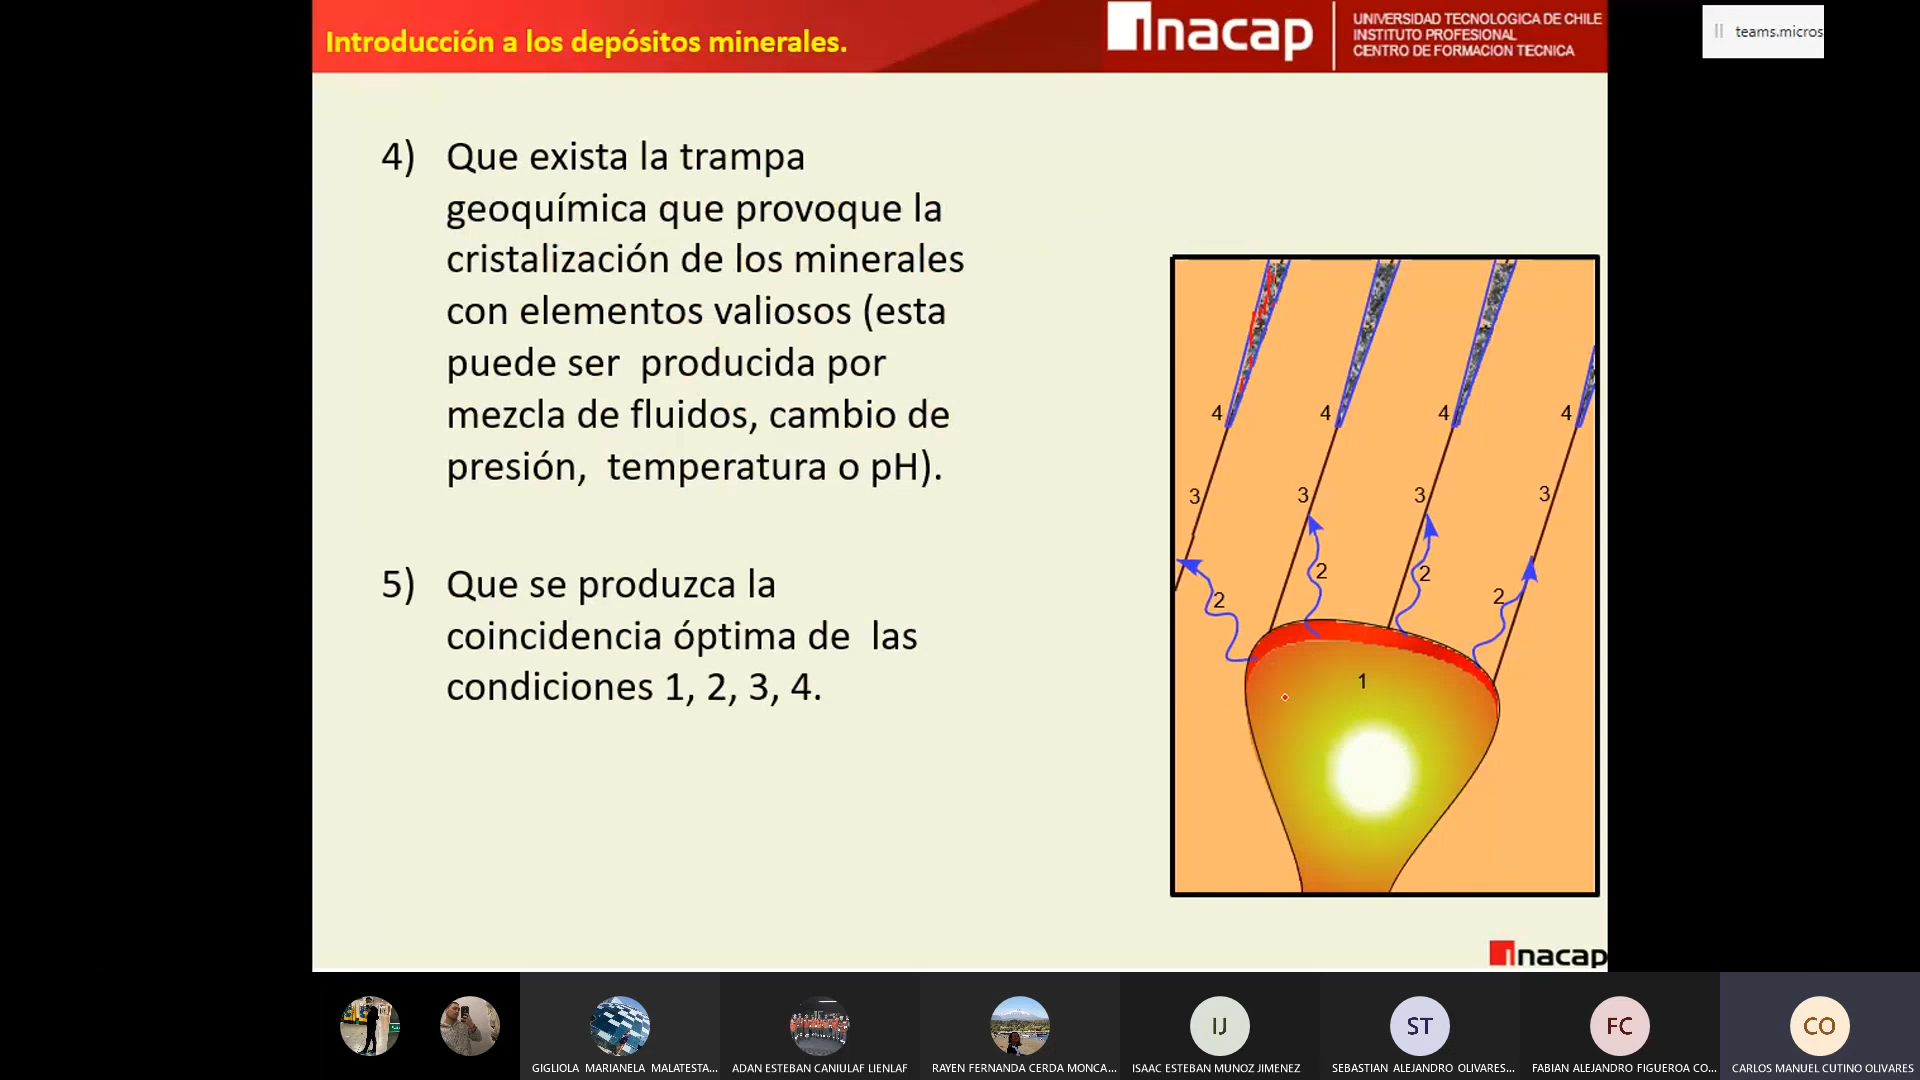 Introducción a los depósitos minerales.
Inacap
UNIVERSIDAD TECNOLOGICA DE CHILE
INSTITUTO PROFESIONAL
CENTRO DE FORMACION TECNICA
teams.micros
4) Que exista la trampa
geoquímica que provoque la
cristalización de los minerales
con elementos valiosos (esta
puede ser producida por
mezcla de fluidos, cambio de
presión, temperatura o pH).
5) Que se produzca la
coincidencia óptima de las
condiciones 1, 2, 3, 4.
4 4 4 4
3 3 3 3
2 2 2 2
1
Inacap
IJ ST FC CO
GIGLIOLA MARIANELA MALATESTA... ADAN ESTEBAN CANIULAF LIENLAF RAYEN FERNANDA CERDA MONCA... ISAAC ESTEBAN MUNOZ JIMENEZ SEBASTIAN ALEJANDRO OLIVARES... FABIAN ALEJANDRO FIGUEROA CO... CARLOS MANUEL CUTINO OLIVARES